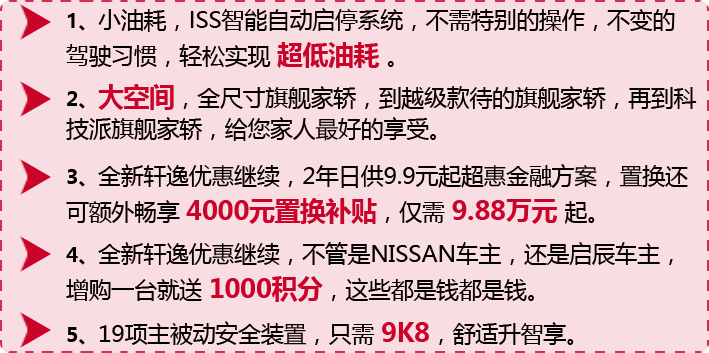 1、小油耗，ISS智能自动启停系统，不需特别的操作，不变的
驾驶习惯，轻松实现 超低油耗 。
2、大空间，全尺寸旗舰家轿，到越级款待的旗舰家轿，再到科
技派旗舰家轿，给您家人最好的享受。
3、全新轩逸优惠继续，2年日供9.9元起超惠金融方案，置换还
可额外畅享 4000元置换补贴，仅需 9.88万元 起。
4、全新轩逸优惠继续，不管是NISSAN车主，还是启辰车主，
增购一台就送 1000积分，这些都是钱都是钱。
5、19项主被动安全装置，只需 9K8，舒适升智享。